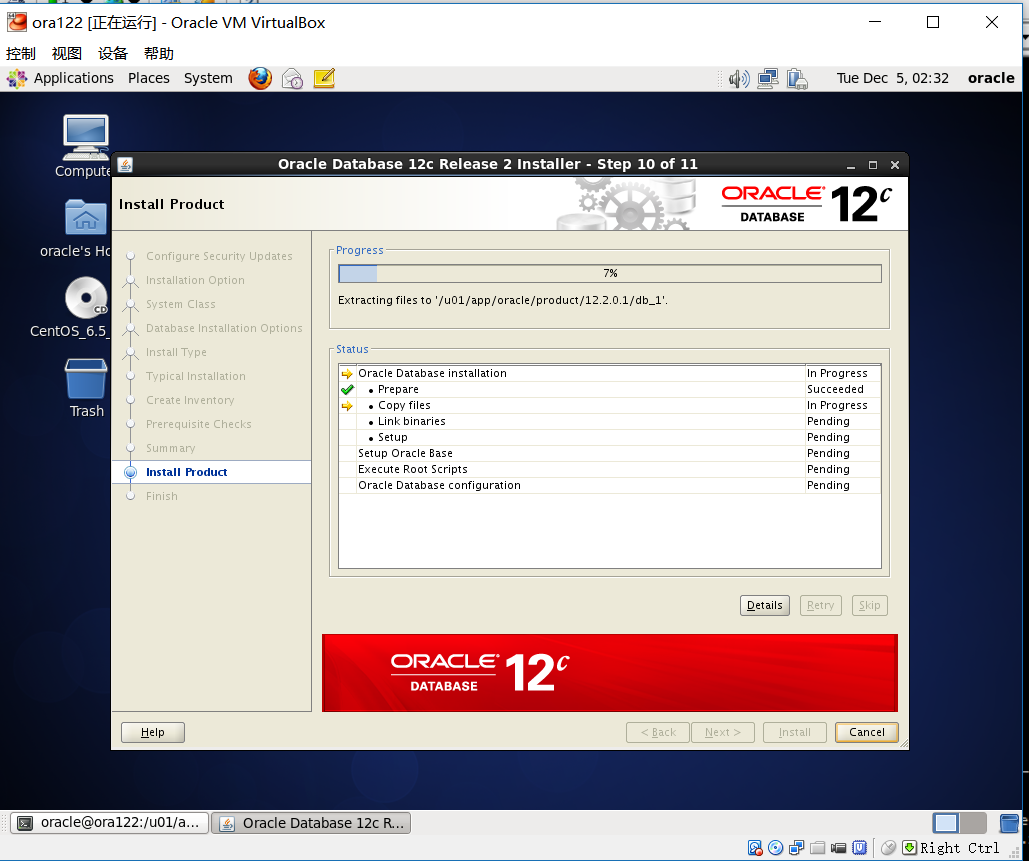 ora122 [正在运行] - Oracle VM VirtualBox
控制 视图 设备 帮助
Applications Places System Tue Dec 5, 02:32 oracle
Compute
oracle's Ho
CentOS_6.5_
Trash
Oracle Database 12c Release 2 Installer - Step 10 of 11
Install Product
ORACLE
DATABASE 12c
Configure Security Updates
Installation Option
System Class
Database Installation Options
Install Type
Typical Installation
Create Inventory
Prerequisite Checks
Summary
Install Product
Finish
Progress
7%
Extracting files to '/u01/app/oracle/product/12.2.0.1/db_1'.
Status
Oracle Database installation In Progress
• Prepare Succeeded
• Copy files In Progress
• Link binaries Pending
• Setup Pending
Setup Oracle Base Pending
Execute Root Scripts Pending
Oracle Database configuration Pending
Details Retry Skip
ORACLE
DATABASE 12c
Help < Back Next > Install Cancel
oracle@ora122:/u01/a... Oracle Database 12c R...
Right Ctrl